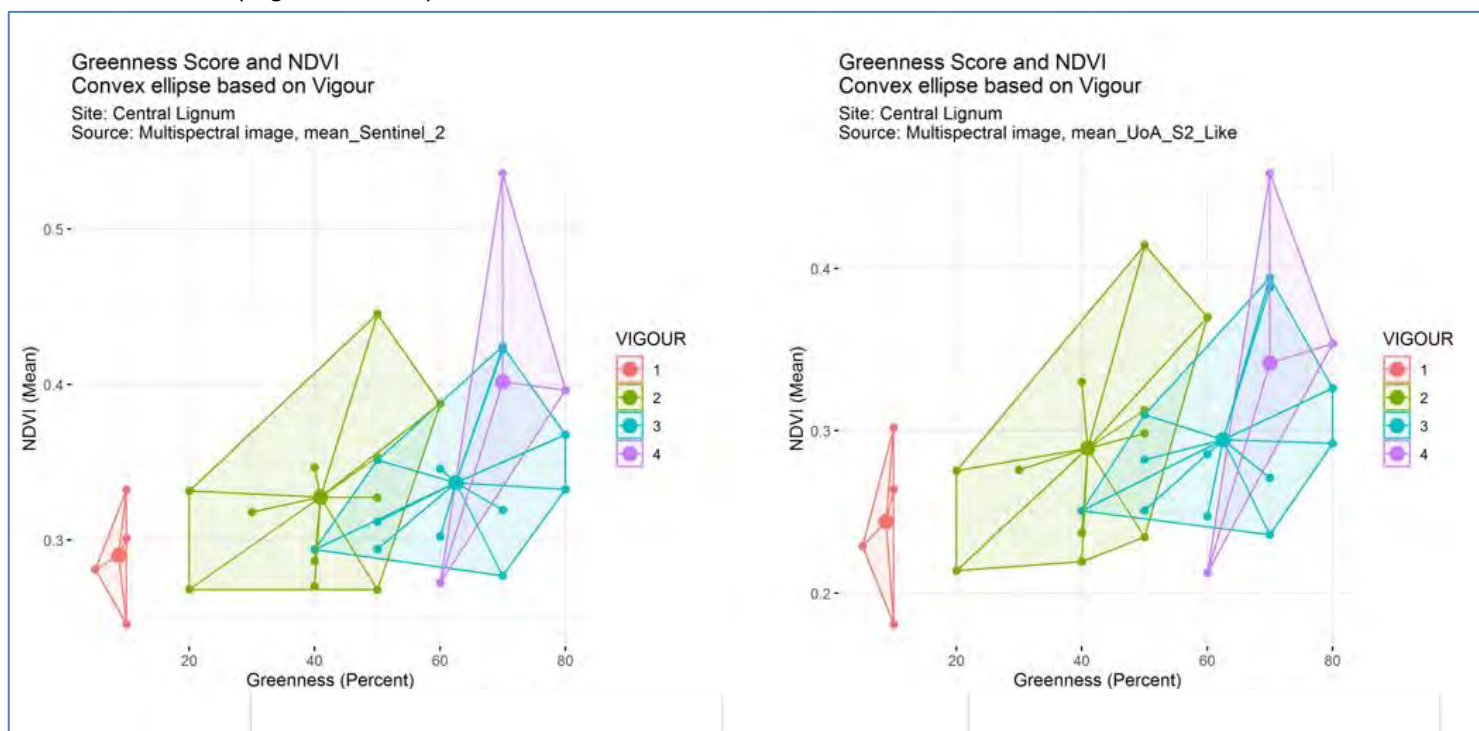 Greenness Score and NDVI
Convex ellipse based on Vigour
Site: Central Lignum
Source: Multispectral image, mean_Sentinel_2
0.5
0.4
0.3
NDVI (Mean)
20 40 60 80
Greenness (Percent)
VIGOUR
1
2
3
4
Greenness Score and NDVI
Convex ellipse based on Vigour
Site: Central Lignum
Source: Multispectral image, mean_UoA_S2_Like
0.4
0.3
0.2
NDVI (Mean)
20 40 60 80
Greenness (Percent)
VIGOUR
1
2
3
4